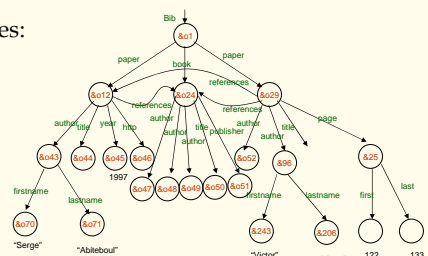 es:
Bib
&o1
paper
paper
book
references
&o12
&o24
&o29
references
author
title
year
http
author
author
author
title
publisher
author
author
title
page
&o43
&o44
&o45
&o46
1997
&o52
&96
&25
&o47
&o48
&o49
&o50
&o51
firstname
lastname
firstname
lastname
first
last
&o70
&o71
&243
&206
"Serge"
"Abiteboul"
"Victor"
122
133